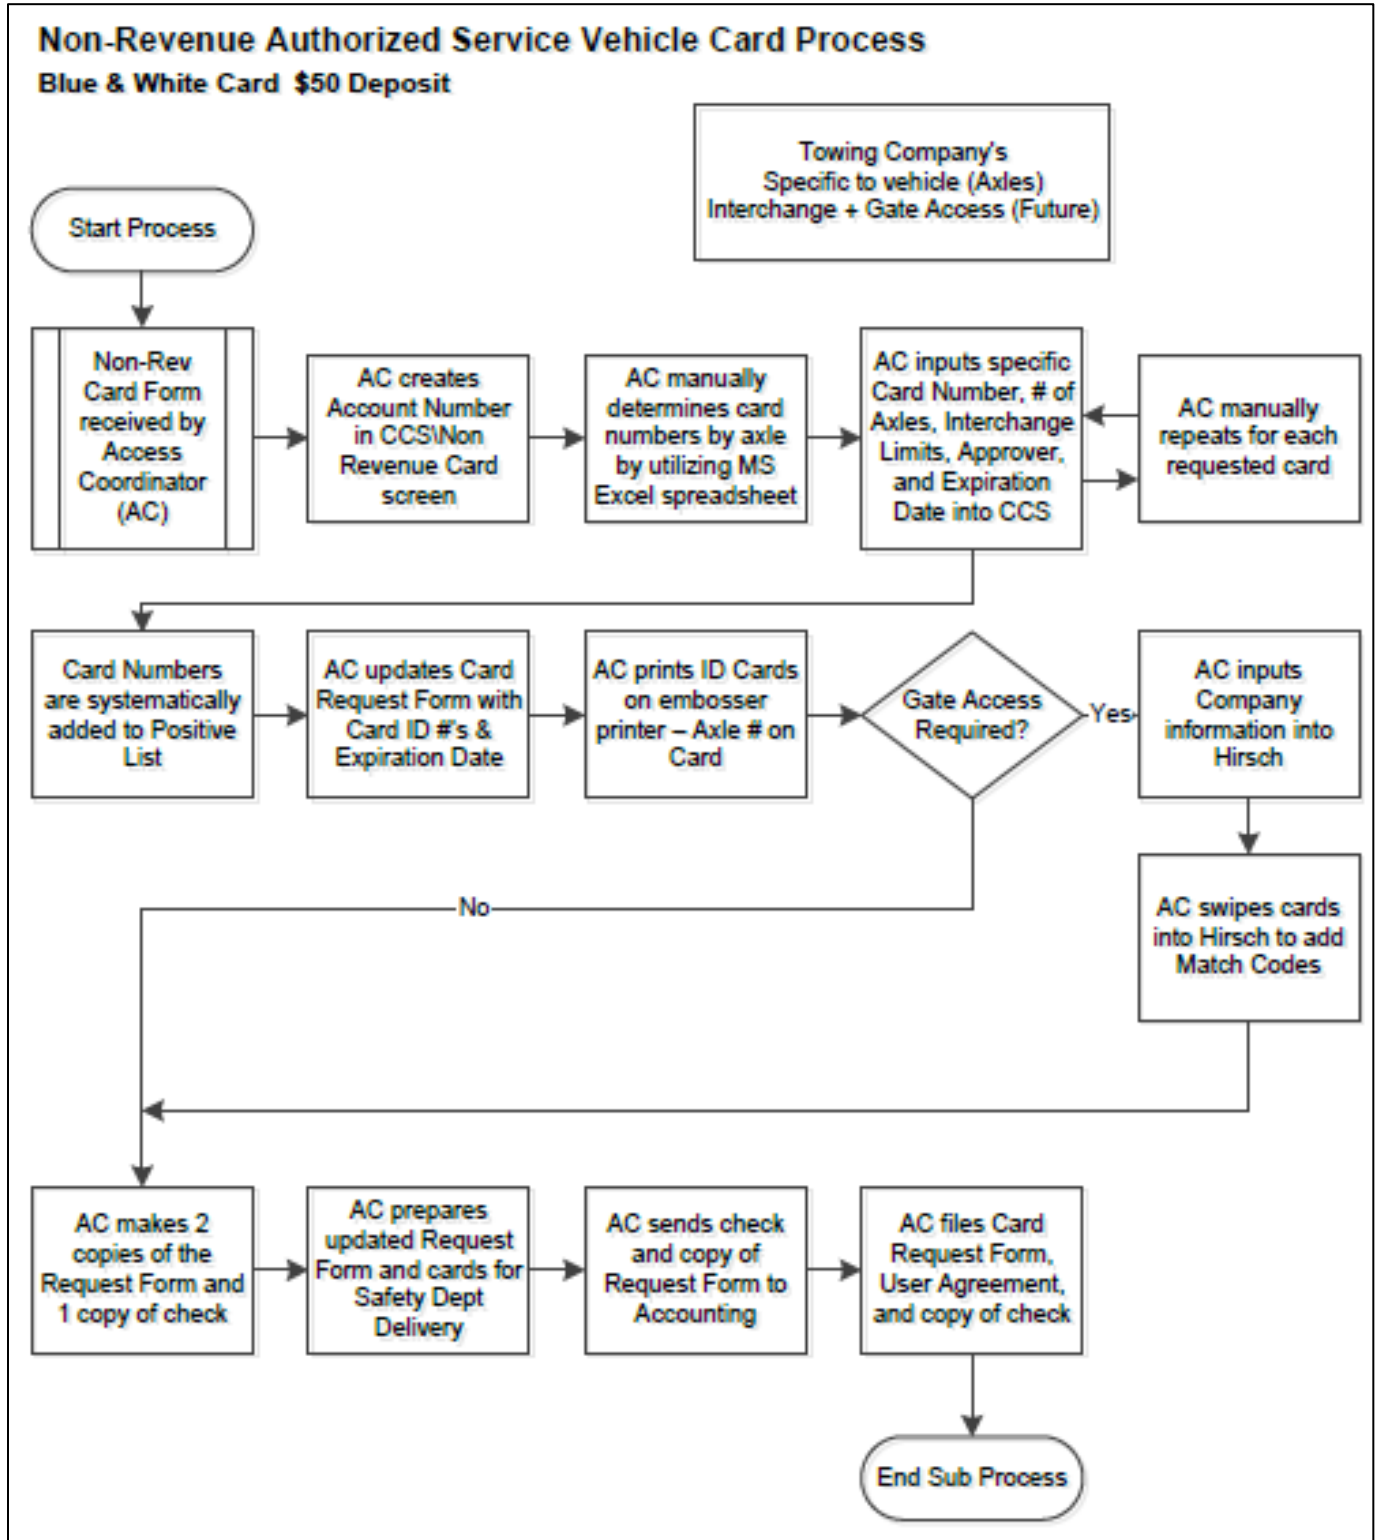 Non-Revenue Authorized Service Vehicle Card Process
Blue & White Card $50 Deposit
Towing Company's
Specific to vehicle (Axles)
Interchange + Gate Access (Future)
Start Process
Non-Rev
Card Form
received by
Access
Coordinator
(AC)
AC creates
Account Number
in CCS\Non
Revenue Card
screen
AC manually
determines card
numbers by axle
by utilizing MS
Excel spreadsheet
AC inputs specific
Card Number, # of
Axles, Interchange
Limits, Approver,
and Expiration
Date into CCS
AC manually
repeats for each
requested card
Card Numbers
are systematically
added to Positive
List
AC updates Card
Request Form with
Card ID #'s &
Expiration Date
AC prints ID Cards
on embosser
printer – Axle # on
Card
Gate Access
Required?
Yes
AC inputs
Company
information into
Hirsch
AC swipes cards
into Hirsch to add
Match Codes
No
AC makes 2
copies of the
Request Form and
1 copy of check
AC prepares
updated Request
Form and cards for
Safety Dept
Delivery
AC sends check
and copy of
Request Form to
Accounting
AC files Card
Request Form,
User Agreement,
and copy of check
End Sub Process